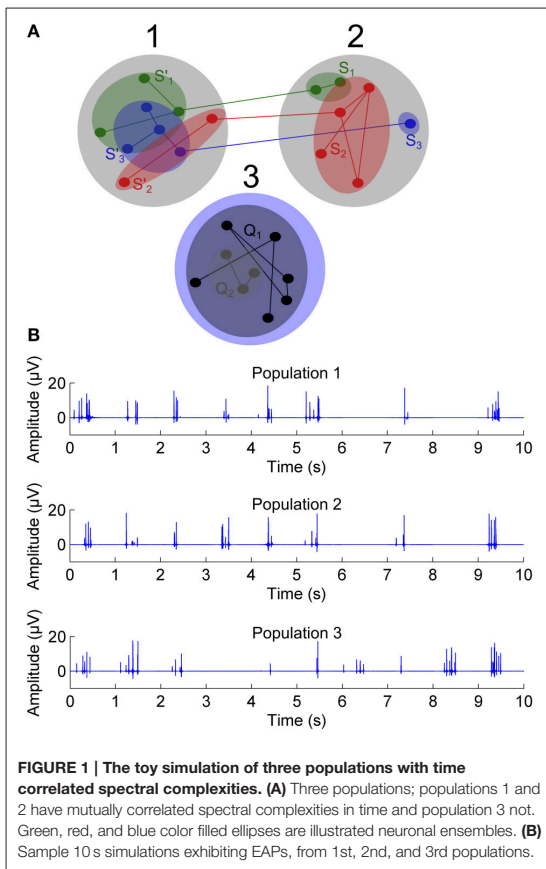 A
1
2
S'1
S1
S'3
S2
S3
S'2
3
Q1
Q2
B
Population 1
Amplitude (µV)
20
0
0 1 2 3 4 5 6 7 8 9 10
Time (s)
Population 2
Amplitude (µV)
20
0
0 1 2 3 4 5 6 7 8 9 10
Time (s)
Population 3
Amplitude (µV)
20
0
0 1 2 3 4 5 6 7 8 9 10
Time (s)
FIGURE 1 | The toy simulation of three populations with time
correlated spectral complexities. (A) Three populations; populations 1 and
2 have mutually correlated spectral complexities in time and population 3 not.
Green, red, and blue color filled ellipses are illustrated neuronal ensembles. (B)
Sample 10 s simulations exhibiting EAPs, from 1st, 2nd, and 3rd populations.